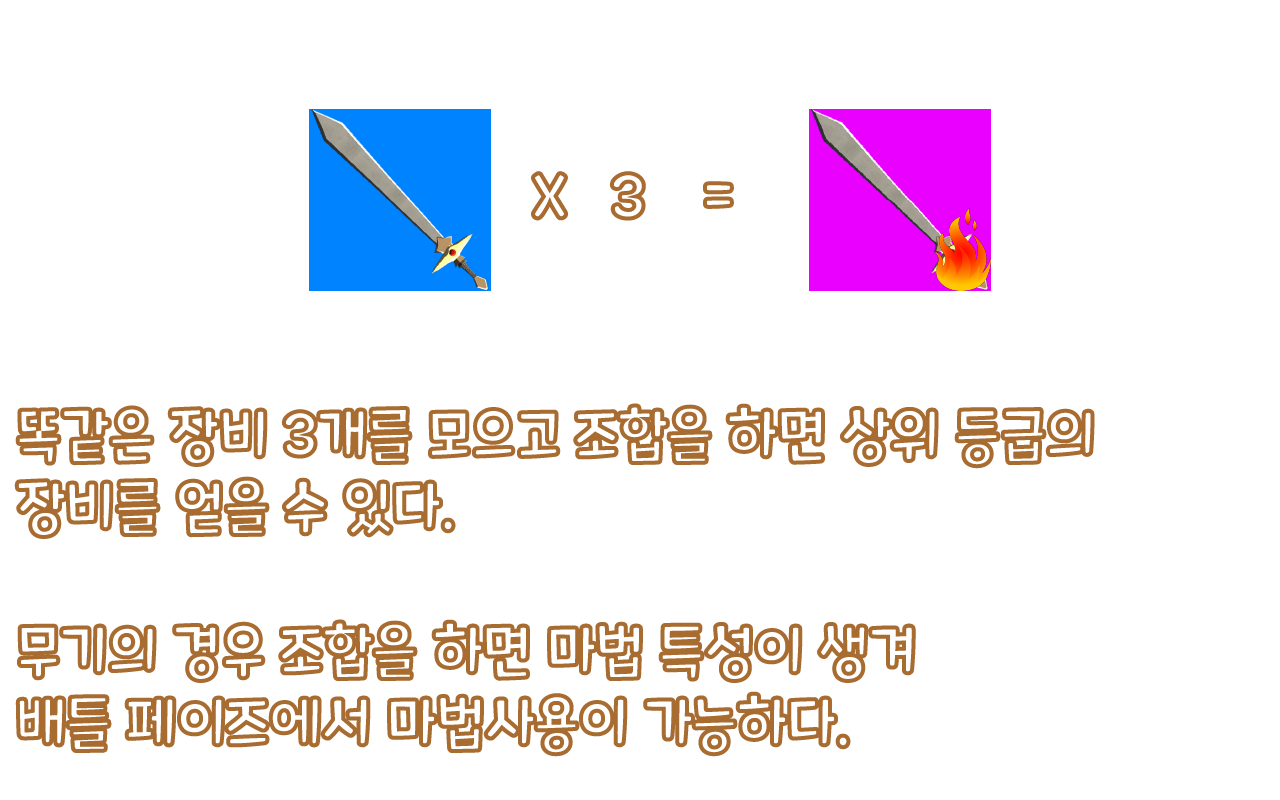 X 3 =
똑같은 장비 3개를 모으고 조합을 하면 상위 등급의
장비를 얻을 수 있다.
무기의 경우 조합을 하면 마법 특성이 생겨
배틀 페이즈에서 마법사용이 가능하다.